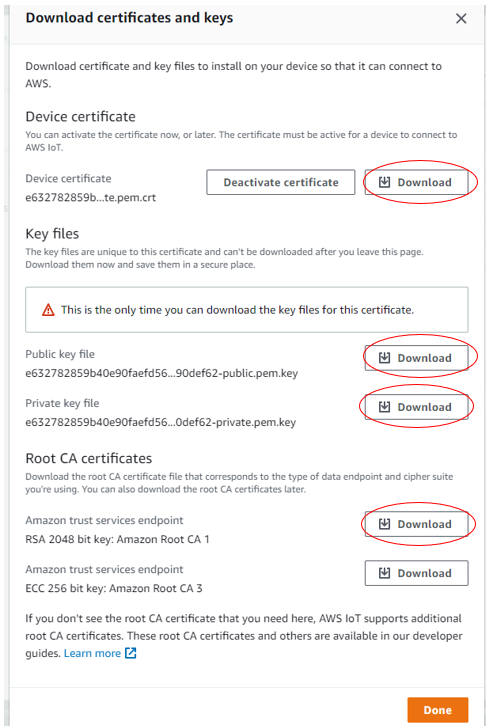 Download certificates and keys
Download certificate and key files to install on your device so that it can connect to
AWS.
Device certificate
You can activate the certificate now, or later. The certificate must be active for a device to connect to
AWS IoT.
Device certificate
e632782859b...te.pem.crt
Deactivate certificate
Download
Key files
The key files are unique to this certificate and can't be downloaded after you leave this page.
Download them now and save them in a secure place.
This is the only time you can download the key files for this certificate.
Public key file
e632782859b40e90faefd56...90def62-public.pem.key
Download
Private key file
e632782859b40e90faefd56...0def62-private.pem.key
Download
Root CA certificates
Download the root CA certificate file that corresponds to the type of data endpoint and cipher suite
you're using. You can also download the root CA certificates later.
Amazon trust services endpoint
RSA 2048 bit key: Amazon Root CA 1
Download
Amazon trust services endpoint
ECC 256 bit key: Amazon Root CA 3
Download
If you don't see the root CA certificate that you need here, AWS IoT supports additional
root CA certificates. These root CA certificates and others are available in our developer
guides. Learn more
Done